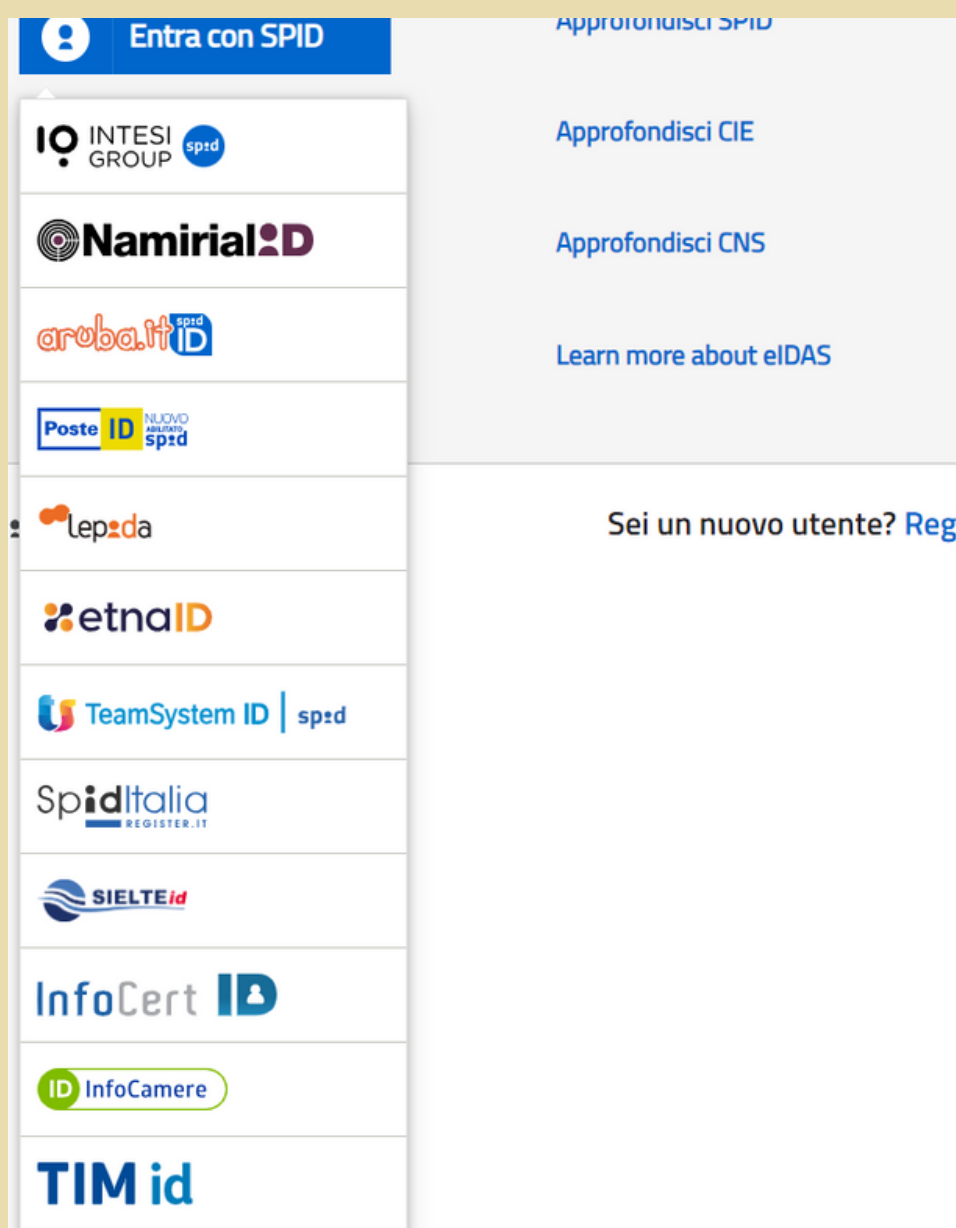 Entra con SPID
Approfondisci SPID
INTESI
GROUP
spid
Approfondisci CIE
NamirialID
Approfondisci CNS
aruba.it
spid
ID
Learn more about eIDAS
Poste ID
NUOVO
ABILITATO
spid
lepida
Sei un nuovo utente? Reg
etnaID
TeamSystem ID | spid
SpidItalia
REGISTER.IT
SIELTEid
InfoCert ID
ID InfoCamere
TIM id